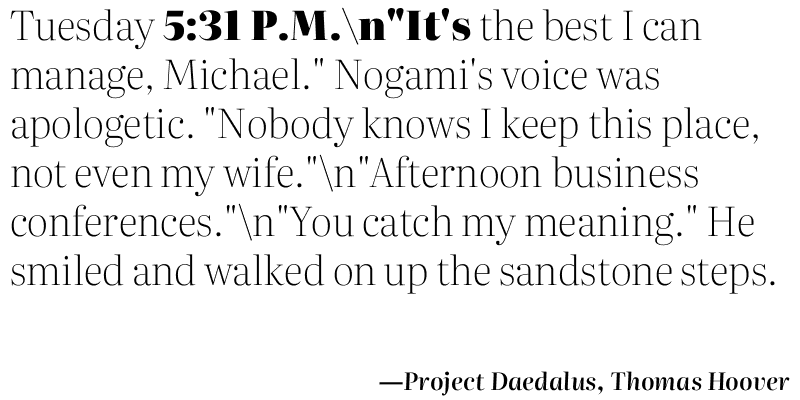 Tuesday 5:31 P.M.\n"It's the best I can
manage, Michael." Nogami's voice was
apologetic. "Nobody knows I keep this place,
not even my wife."\n"Afternoon business
conferences."\n"You catch my meaning." He
smiled and walked on up the sandstone steps.
—Project Daedalus, Thomas Hoover